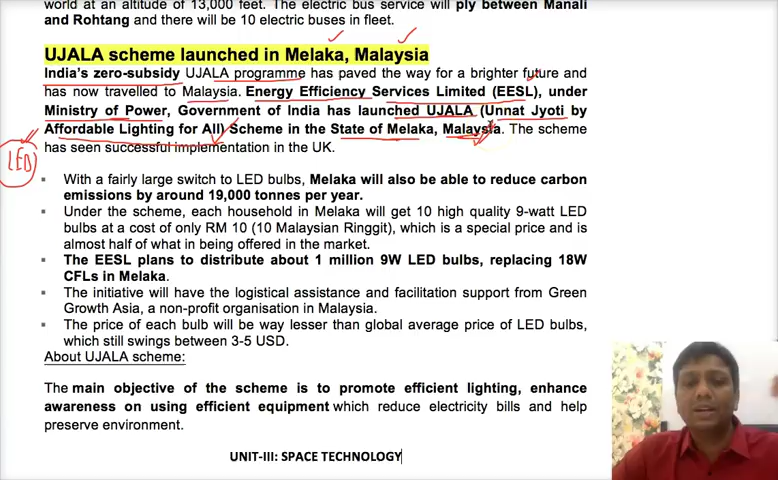 world at an altitude of 13,000 feet. The electric bus service will ply between Manali
and Rohtang and there will be 10 electric buses in fleet.
UJALA scheme launched in Melaka, Malaysia
India's zero-subsidy UJALA programme has paved the way for a brighter future and
has now travelled to Malaysia. Energy Efficiency Services Limited (EESL), under
Ministry of Power, Government of India has launched UJALA (Unnat Jyoti by
Affordable Lighting for All) Scheme in the State of Melaka, Malaysia. The scheme
has seen successful implementation in the UK.
LED
▪ With a fairly large switch to LED bulbs, Melaka will also be able to reduce carbon
emissions by around 19,000 tonnes per year.
▪ Under the scheme, each household in Melaka will get 10 high quality 9-watt LED
bulbs at a cost of only RM 10 (10 Malaysian Ringgit), which is a special price and is
almost half of what in being offered in the market.
▪ The EESL plans to distribute about 1 million 9W LED bulbs, replacing 18W
CFLs in Melaka.
▪ The initiative will have the logistical assistance and facilitation support from Green
Growth Asia, a non-profit organisation in Malaysia.
▪ The price of each bulb will be way lesser than global average price of LED bulbs,
which still swings between 3-5 USD.
About UJALA scheme:
The main objective of the scheme is to promote efficient lighting, enhance
awareness on using efficient equipment which reduce electricity bills and help
preserve environment.
UNIT-III: SPACE TECHNOLOGY